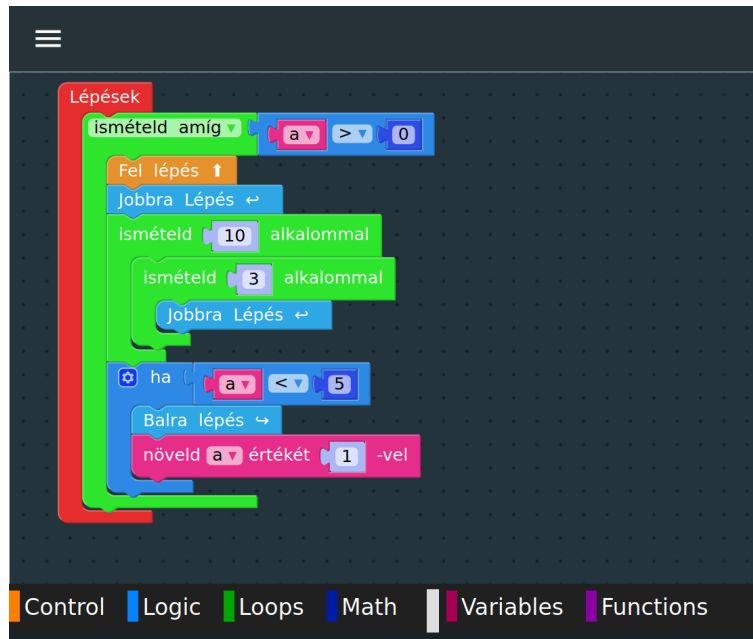 Lépések
ismételd amíg ▾ a ▾ > ▾ 0
Fel lépés ⬆
Jobbra Lépés ↩
ismételd 10 alkalommal
ismételd 3 alkalommal
Jobbra Lépés ↩
ha a ▾ < ▾ 5
Balra lépés ↪
növeld a ▾ értékét 1 -vel
Control Logic Loops Math Variables Functions